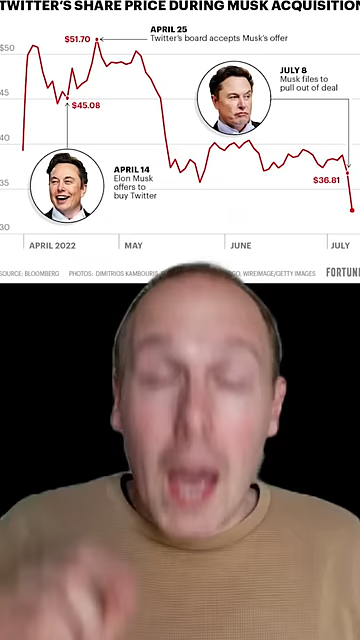 TWITTER'S SHARE PRICE DURING MUSK ACQUISITION
APRIL 25
Twitter's board accepts Musk's offer
$51.70
$50
JULY 8
Musk files to
pull out of deal
45
$45.08
40
APRIL 14
Elon Musk
offers to
buy Twitter
$36.81
35
30
APRIL 2022
MAY
JUNE
JULY
SOURCE: BLOOMBERG PHOTOS: DIMITRIOS KAMBOURIS, GO, WIREIMAGE/GETTY IMAGES
FORTUNE